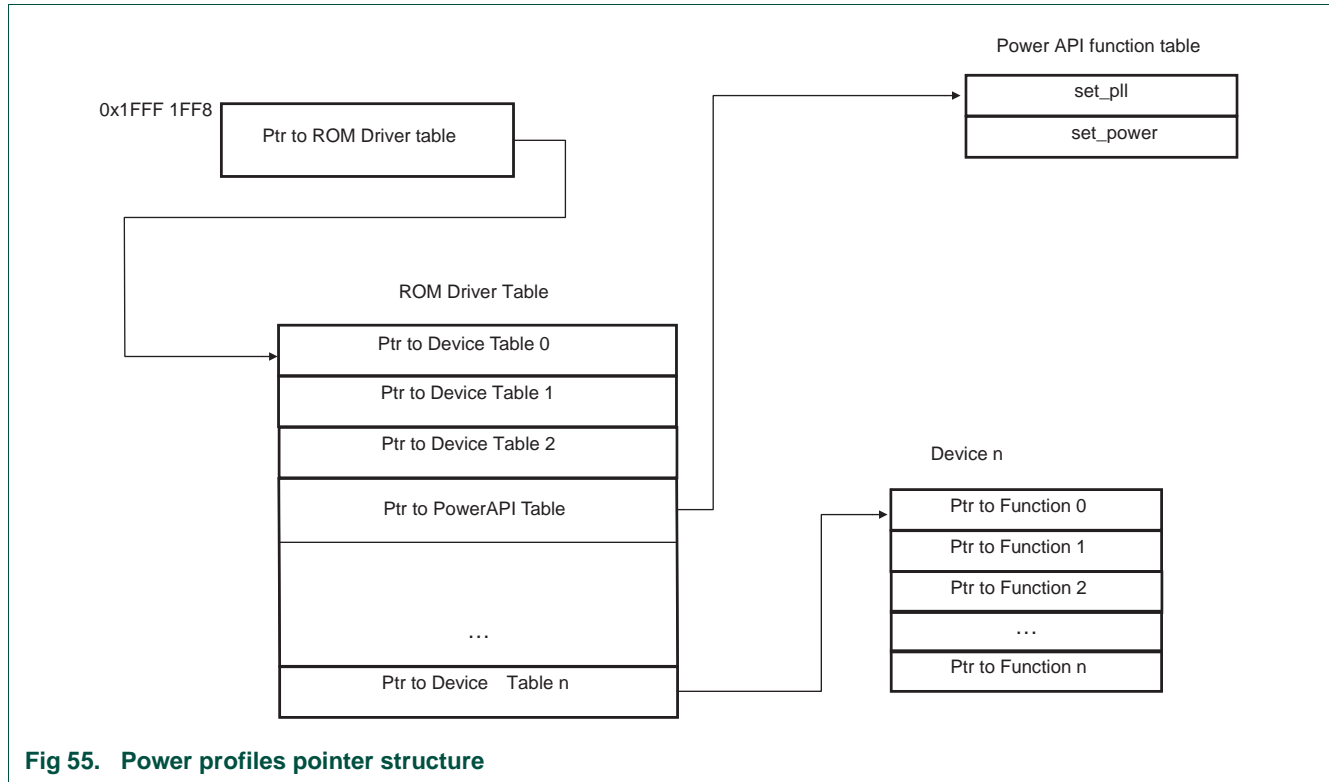 Power API function table
set_pll
set_power
0x1FFF 1FF8
Ptr to ROM Driver table
ROM Driver Table
Ptr to Device Table 0
Ptr to Device Table 1
Ptr to Device Table 2
Ptr to PowerAPI Table
…
Ptr to Device Table n
Device n
Ptr to Function 0
Ptr to Function 1
Ptr to Function 2
…
Ptr to Function n
Fig 55. Power profiles pointer structure